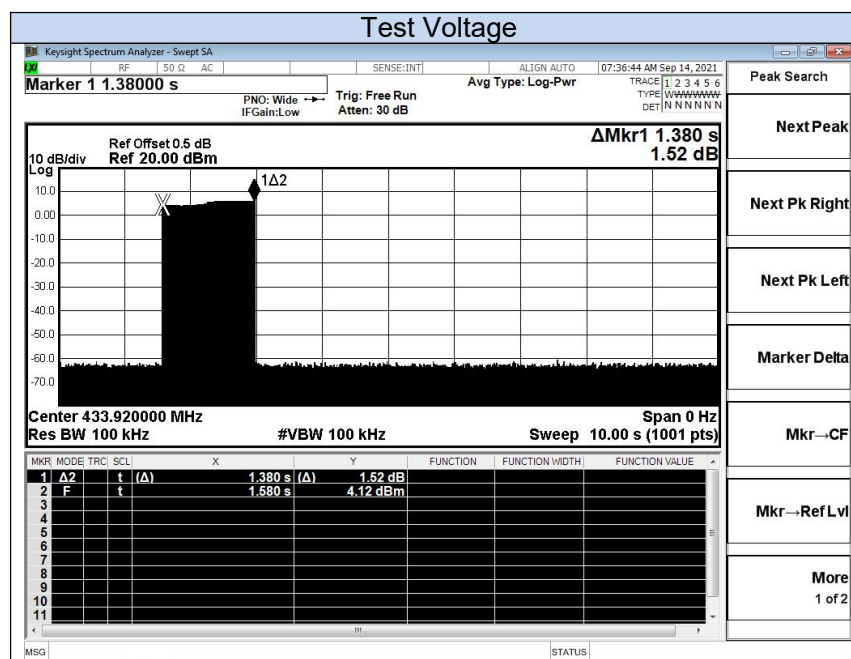 Test Voltage
Keysight Spectrum Analyzer - Swept SA
LXI RF 50 Ω AC SENSE:INT ALIGN AUTO 07:36:44 AM Sep 14, 2021
Marker 1 1.38000 s
PNO: Wide
IFGain:Low
Trig: Free Run
Atten: 30 dB
Avg Type: Log-Pwr
TRACE 1 2 3 4 5 6
TYPE WWWWWW
DET N N N N N N
Ref Offset 0.5 dB
10 dB/div Ref 20.00 dBm
Log
ΔMkr1 1.380 s
1.52 dB
1Δ2
10.0
0.00
-10.0
-20.0
-30.0
-40.0
-50.0
-60.0
-70.0
Center 433.920000 MHz Span 0 Hz
Res BW 100 kHz #VBW 100 kHz Sweep 10.00 s (1001 pts)
MKR MODE TRC SCL X Y FUNCTION FUNCTION WIDTH FUNCTION VALUE
1 Δ2 t (Δ) 1.380 s (Δ) 1.52 dB
2 F t 1.580 s 4.12 dBm
3
4
5
6
7
8
9
10
11
MSG STATUS
Peak Search
Next Peak
Next Pk Right
Next Pk Left
Marker Delta
Mkr→CF
Mkr→Ref Lvl
More
1 of 2